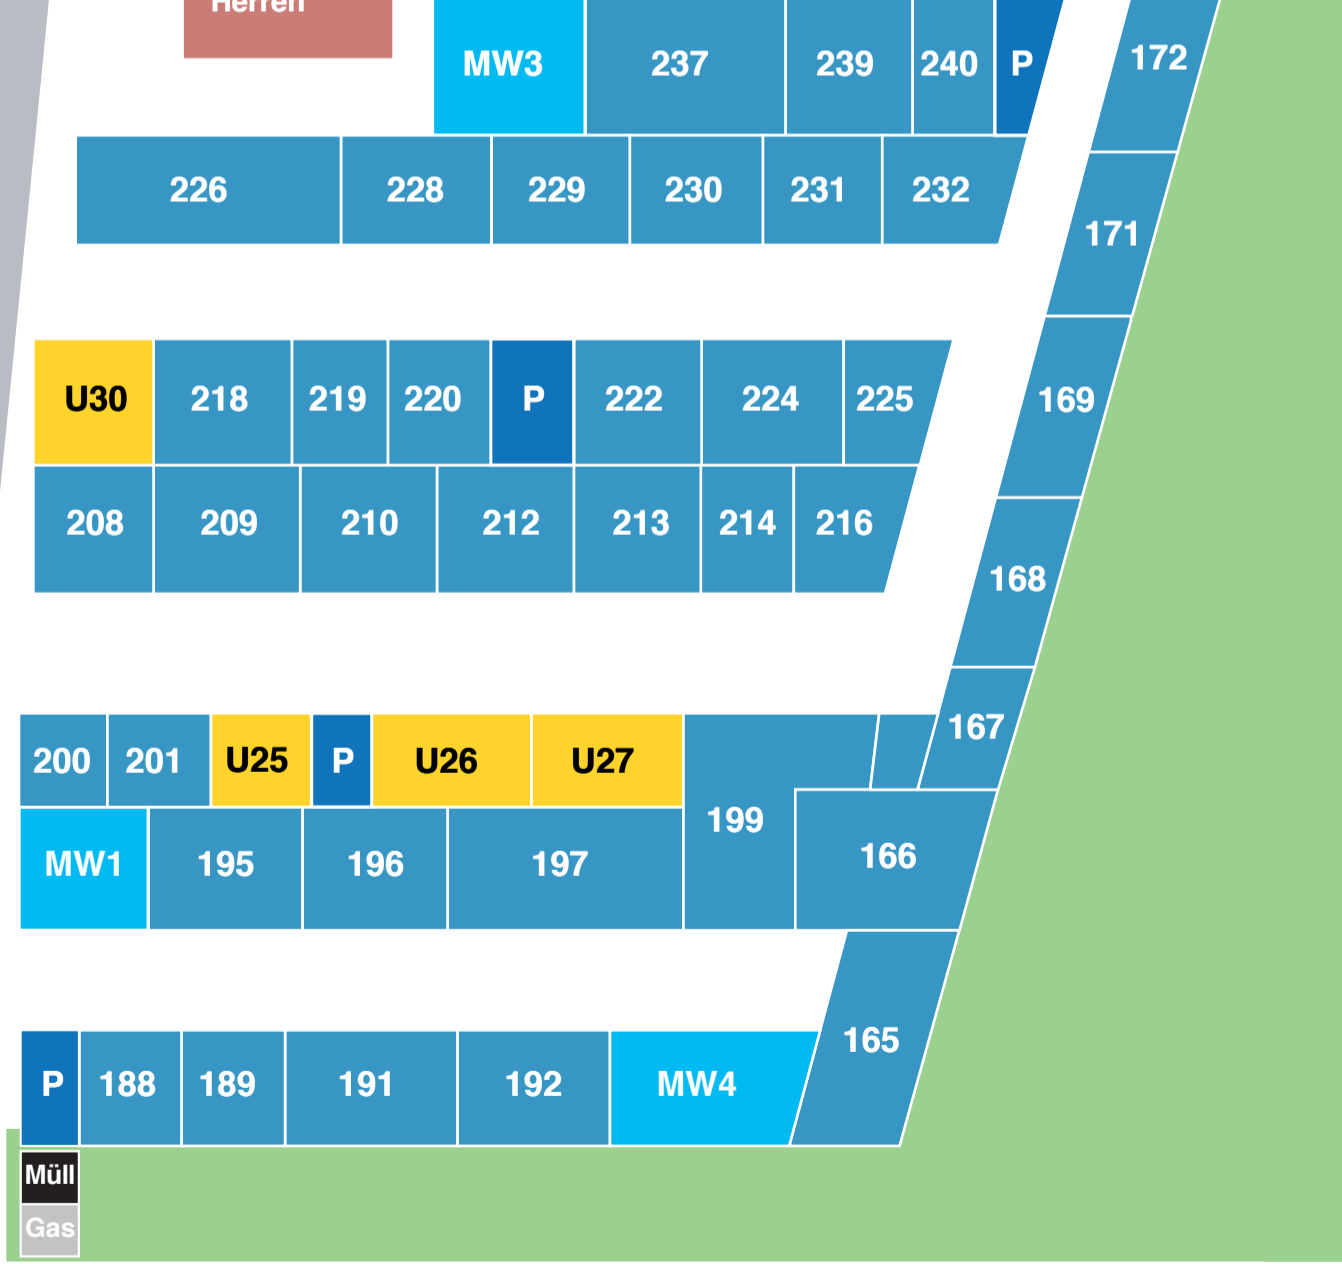 Herren
MW3 237 239 240 P 172
226 228 229 230 231 232
171
U30 218 219 220 P 222 224 225 169
208 209 210 212 213 214 216
168
167
200 201 U25 P U26 U27
199
MW1 195 196 197 166
165
P 188 189 191 192 MW4
Müll
Gas